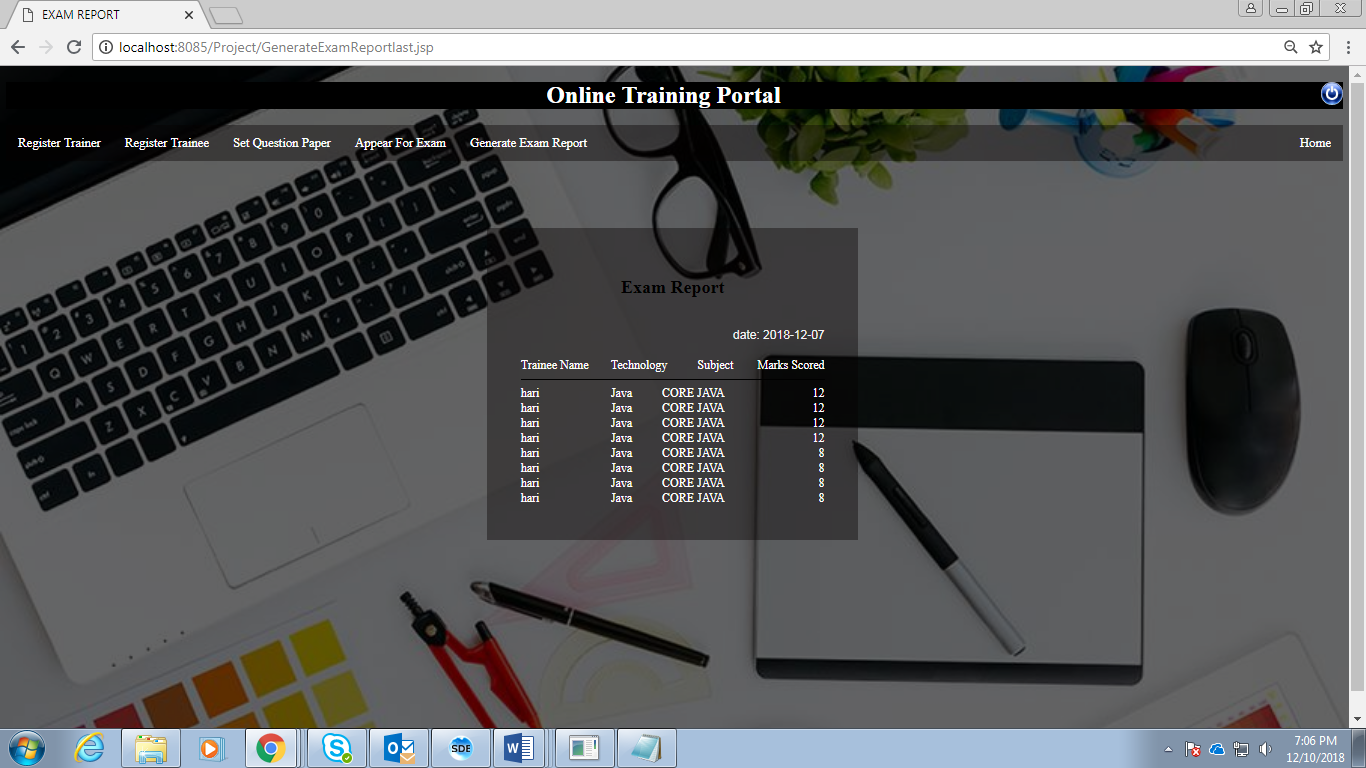 EXAM REPORT
localhost:8085/Project/GenerateExamReportlast.jsp
Online Training Portal
Register Trainer Register Trainee Set Question Paper Appear For Exam Generate Exam Report Home
Exam Report
date: 2018-12-07
Trainee Name Technology Subject Marks Scored
hari Java CORE JAVA 12
hari Java CORE JAVA 12
hari Java CORE JAVA 12
hari Java CORE JAVA 12
hari Java CORE JAVA 8
hari Java CORE JAVA 8
hari Java CORE JAVA 8
hari Java CORE JAVA 8
SDE
7:06 PM
12/10/2018